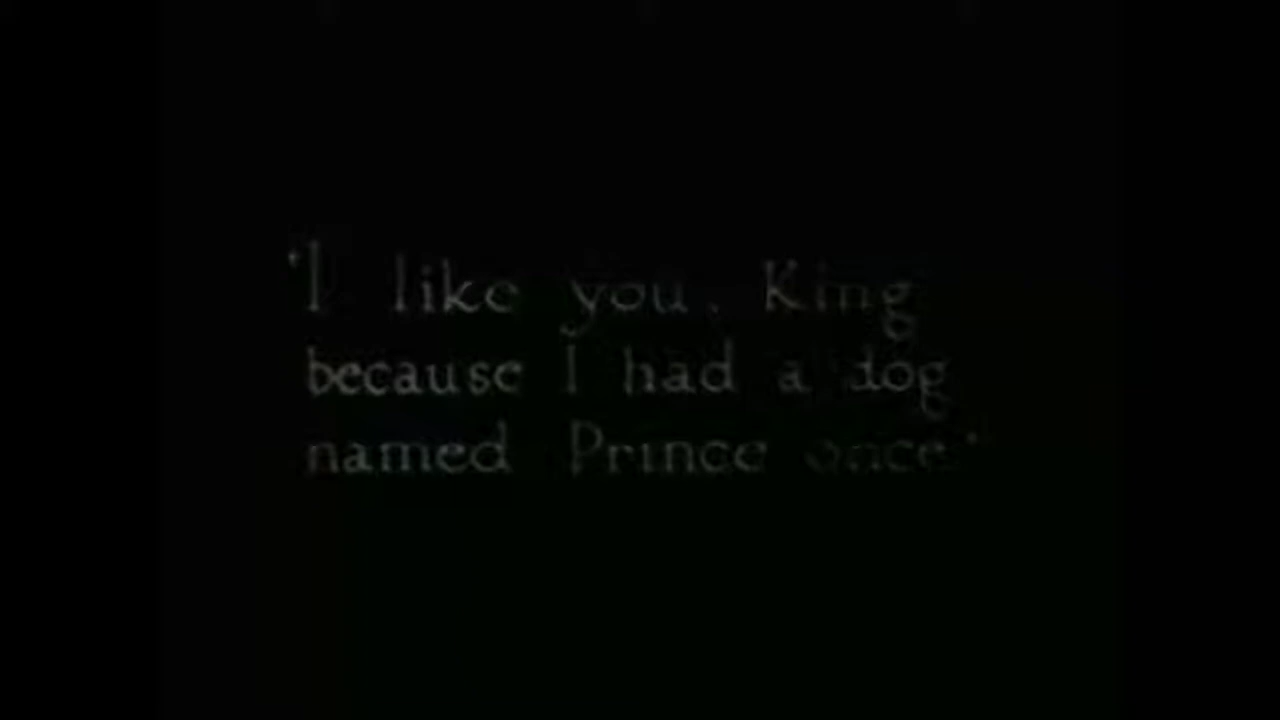 "I like you, King
because I had a dog
named Prince once."